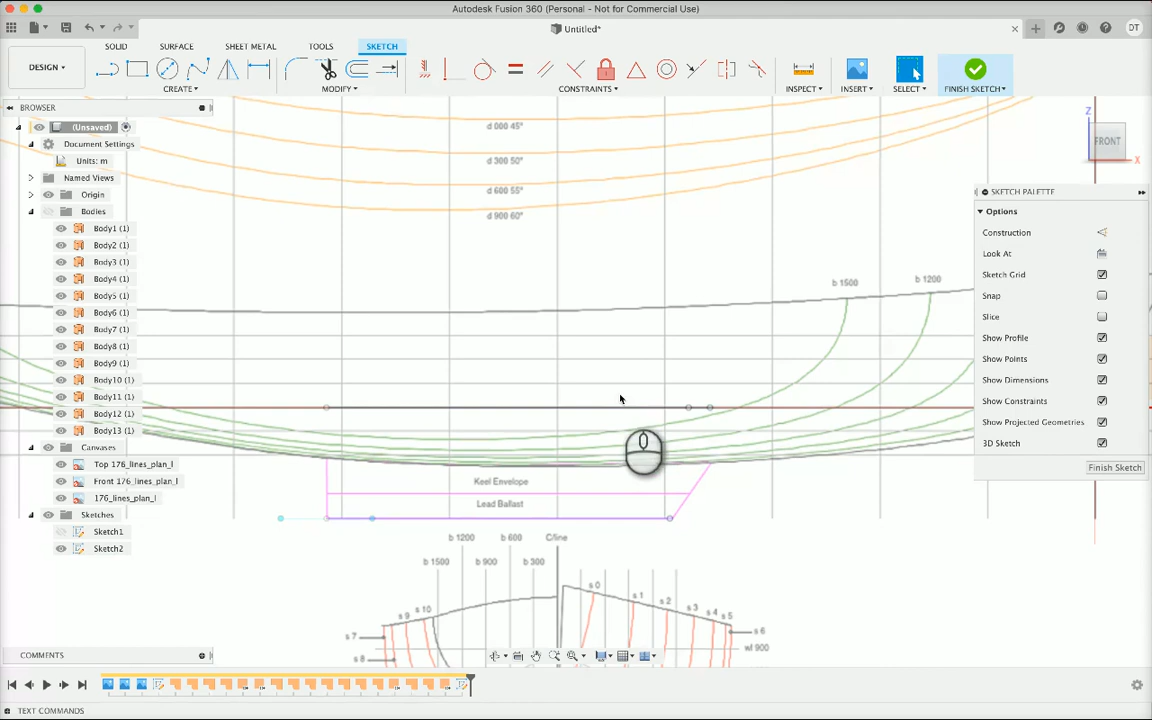 Autodesk Fusion 360 (Personal – Not for Commercial Use)
Untitled*
DT
DESIGN
SOLID
SURFACE
SHEET METAL
TOOLS
SKETCH
CREATE
MODIFY
CONSTRAINTS
INSPECT
INSERT
SELECT
FINISH SKETCH
BROWSER
(Unsaved)
Document Settings
Units: m
Named Views
Origin
Bodies
Body1 (1)
Body2 (1)
Body3 (1)
Body4 (1)
Body5 (1)
Body6 (1)
Body7 (1)
Body8 (1)
Body9 (1)
Body10 (1)
Body11 (1)
Body12 (1)
Body13 (1)
Canvases
Top 176_lines_plan_l
Front 176_lines_plan_l
176_lines_plan_l
Sketches
Sketch1
Sketch2
d 000 45°
d 300 50°
d 600 55°
d 900 60°
b 1500
b 1200
Keel Envelope
Lead Ballast
b 1200
b 600
C/line
b 1500
b 900
b 300
s 0
s 1
s 2
s 3
s 4
s 5
s 9
s 10
s 7
s 8
s 6
wl 900
Z
FRONT
X
SKETCH PALETTE
Options
Construction
Look At
Sketch Grid
Snap
Slice
Show Profile
Show Points
Show Dimensions
Show Constraints
Show Projected Geometries
3D Sketch
Finish Sketch
COMMENTS
TEXT COMMANDS